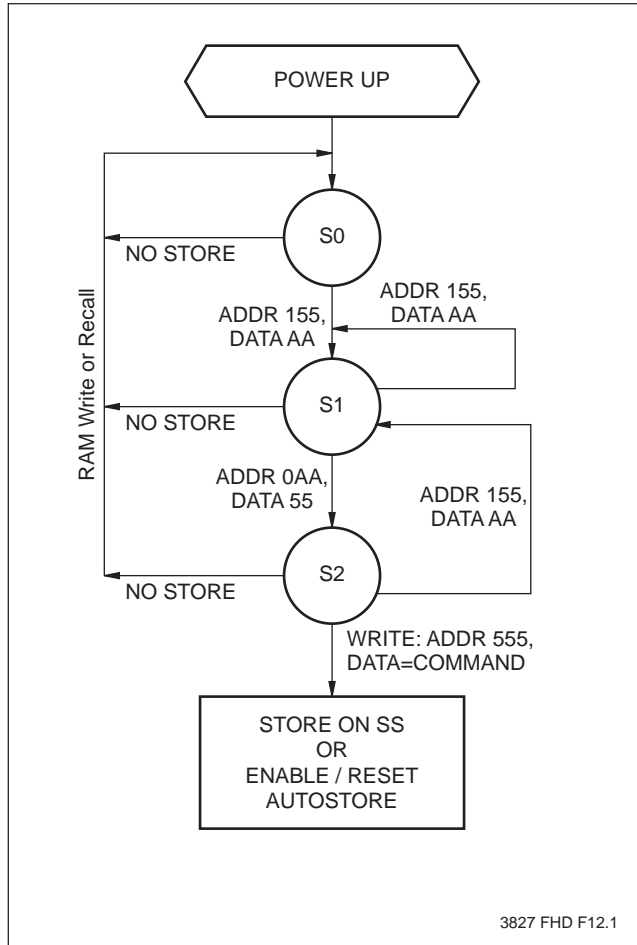 POWER UP
S0
NO STORE
ADDR 155,
DATA AA
ADDR 155,
DATA AA
RAM Write or Recall
S1
NO STORE
ADDR 0AA,
DATA 55
ADDR 155,
DATA AA
S2
NO STORE
WRITE: ADDR 555,
DATA=COMMAND
STORE ON SS
OR
ENABLE / RESET
AUTOSTORE
3827 FHD F12.1